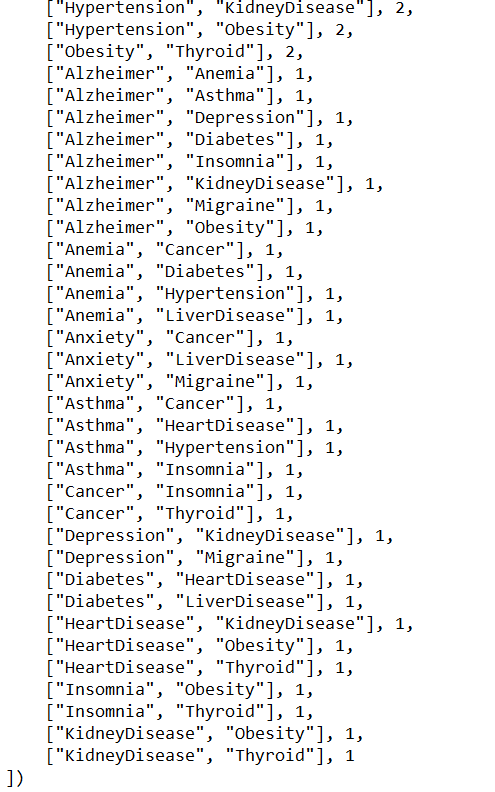 ["Hypertension", "KidneyDisease"], 2,
["Hypertension", "Obesity"], 2,
["Obesity", "Thyroid"], 2,
["Alzheimer", "Anemia"], 1,
["Alzheimer", "Asthma"], 1,
["Alzheimer", "Depression"], 1,
["Alzheimer", "Diabetes"], 1,
["Alzheimer", "Insomnia"], 1,
["Alzheimer", "KidneyDisease"], 1,
["Alzheimer", "Migraine"], 1,
["Alzheimer", "Obesity"], 1,
["Anemia", "Cancer"], 1,
["Anemia", "Diabetes"], 1,
["Anemia", "Hypertension"], 1,
["Anemia", "LiverDisease"], 1,
["Anxiety", "Cancer"], 1,
["Anxiety", "LiverDisease"], 1,
["Anxiety", "Migraine"], 1,
["Asthma", "Cancer"], 1,
["Asthma", "HeartDisease"], 1,
["Asthma", "Hypertension"], 1,
["Asthma", "Insomnia"], 1,
["Cancer", "Insomnia"], 1,
["Cancer", "Thyroid"], 1,
["Depression", "KidneyDisease"], 1,
["Depression", "Migraine"], 1,
["Diabetes", "HeartDisease"], 1,
["Diabetes", "LiverDisease"], 1,
["HeartDisease", "KidneyDisease"], 1,
["HeartDisease", "Obesity"], 1,
["HeartDisease", "Thyroid"], 1,
["Insomnia", "Obesity"], 1,
["Insomnia", "Thyroid"], 1,
["KidneyDisease", "Obesity"], 1,
["KidneyDisease", "Thyroid"], 1
])